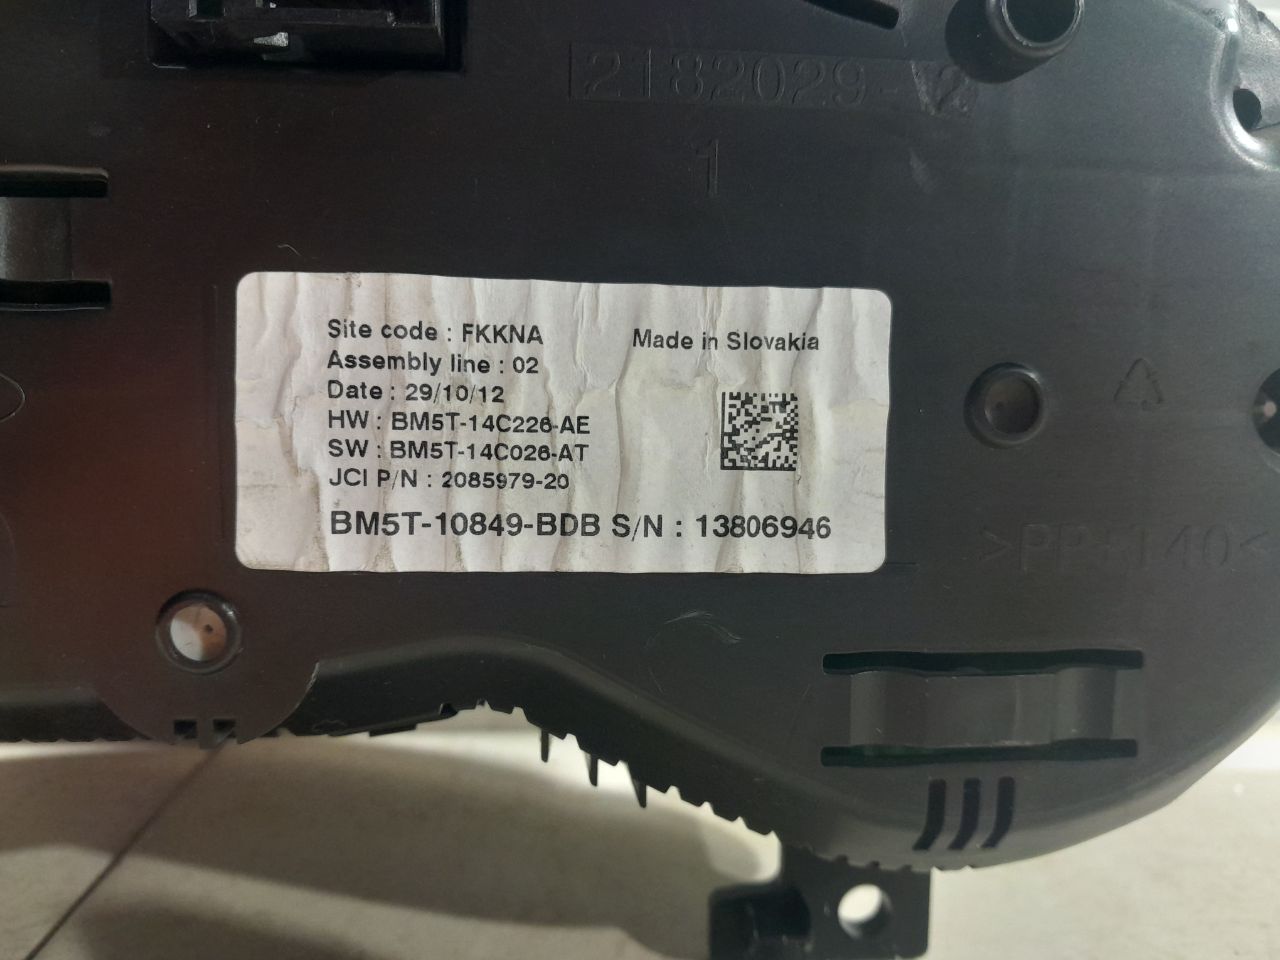 2182029-2
1
Site code : FKKNA
Made in Slovakia
Assembly line : 02
Date : 29/10/12
HW : BM5T-14C226-AE
SW : BM5T-14C026-AT
JCI P/N : 2085979-20
BM5T-10849-BDB S/N : 13806946